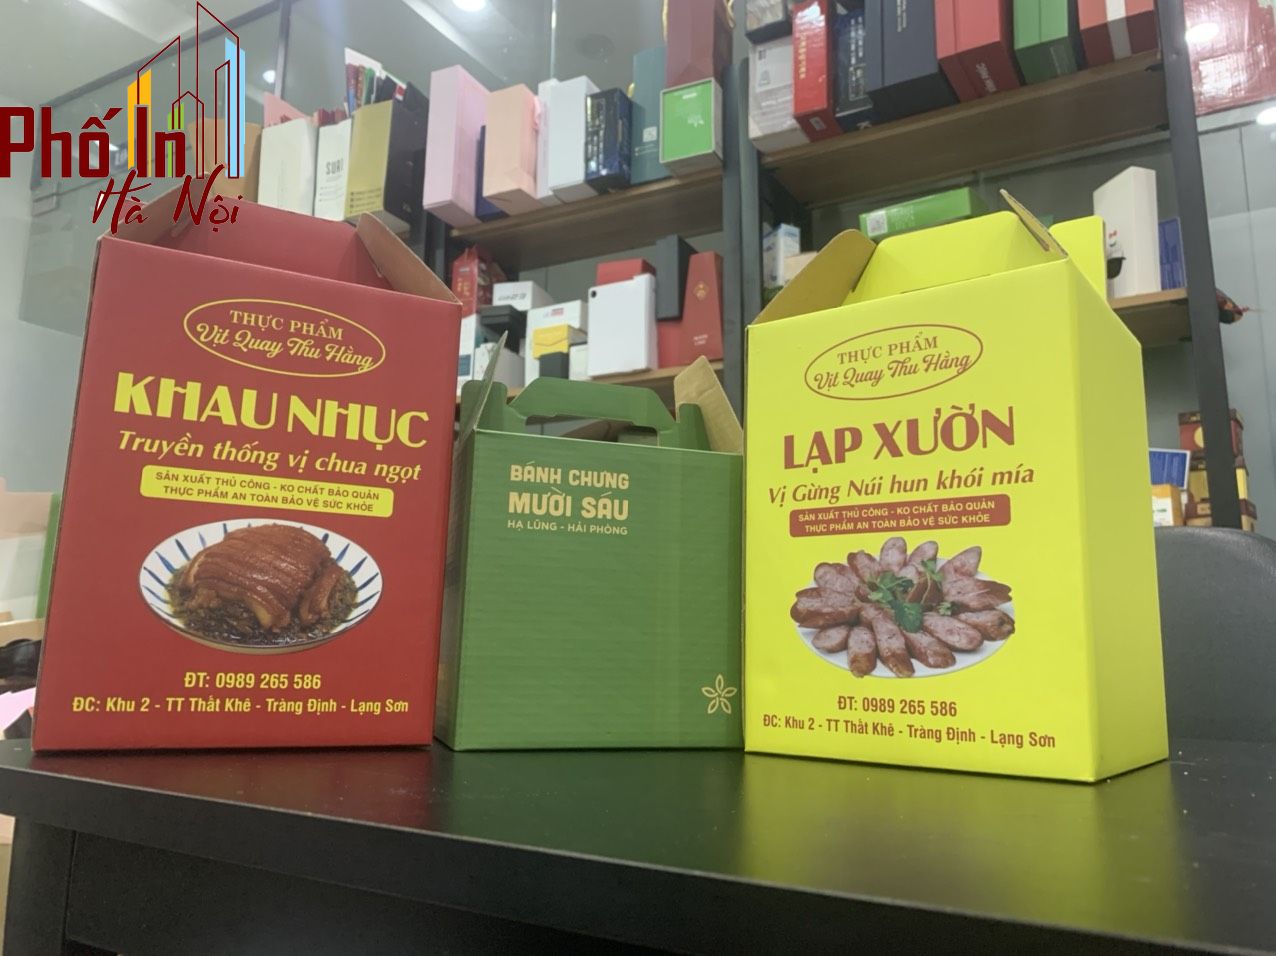 Phố In
Hà Nội
THỰC PHẨM
Vịt Quay Thu Hằng
KHAU NHỤC
Truyền thống vị chua ngọt
SẢN XUẤT THỦ CÔNG - KO CHẤT BẢO QUẢN
THỰC PHẨM AN TOÀN BẢO VỆ SỨC KHỎE
ĐT: 0989 265 586
ĐC: Khu 2 - TT Thất Khê - Tràng Định - Lạng Sơn
BÁNH CHƯNG
MƯỜI SÁU
HẠ LŨNG - HẢI PHÒNG
THỰC PHẨM
Vịt Quay Thu Hằng
LẠP XƯỜN
Vị Gừng Núi hun khói mía
SẢN XUẤT THỦ CÔNG - KO CHẤT BẢO QUẢN
THỰC PHẨM AN TOÀN BẢO VỆ SỨC KHỎE
ĐT: 0989 265 586
ĐC: Khu 2 - TT Thất Khê - Tràng Định - Lạng Sơn